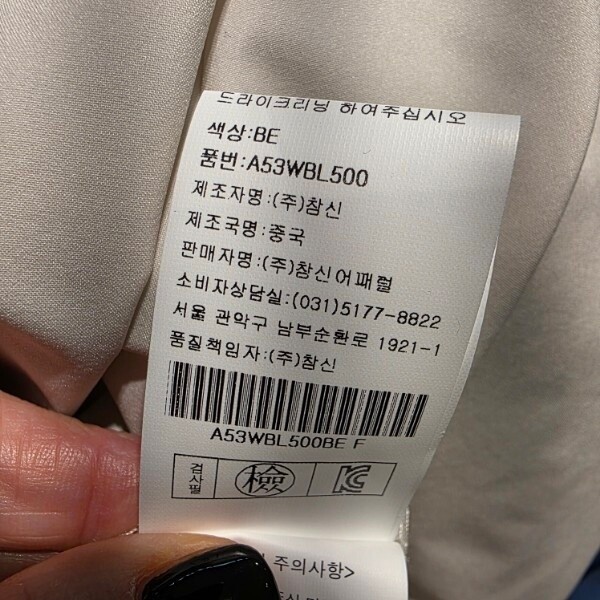 드라이크리닝 하여주십시오
색상:BE
품번:A53WBL500
제조자명:(주)참신
제조국명:중국
판매자명:(주)참신어패럴
소비자상담실:(031)5177-8822
서울 관악구 남부순환로 1921-1
품질책임자:(주)참신
A53WBL500BE F
검사필 檢 KC
주의사항>